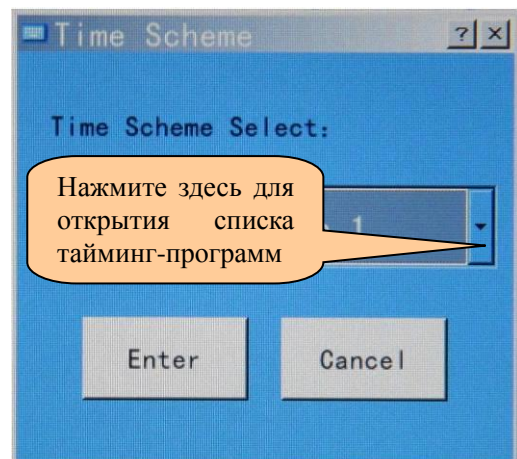 Time Scheme
? ×
Time Scheme Select:
Нажмите здесь для
открытия списка
тайминг-программ
1
Enter
Cancel